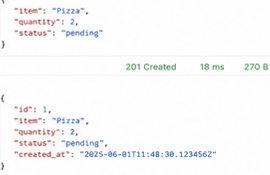 "item": "Pizza",
"quantity": 2,
"status": "pending"
}
201 Created 18 ms 270 B
{
"id": 1,
"item": "Pizza",
"quantity": 2,
"status": "pending",
"created_at": "2025-06-01T11:48:30.123456Z"
}